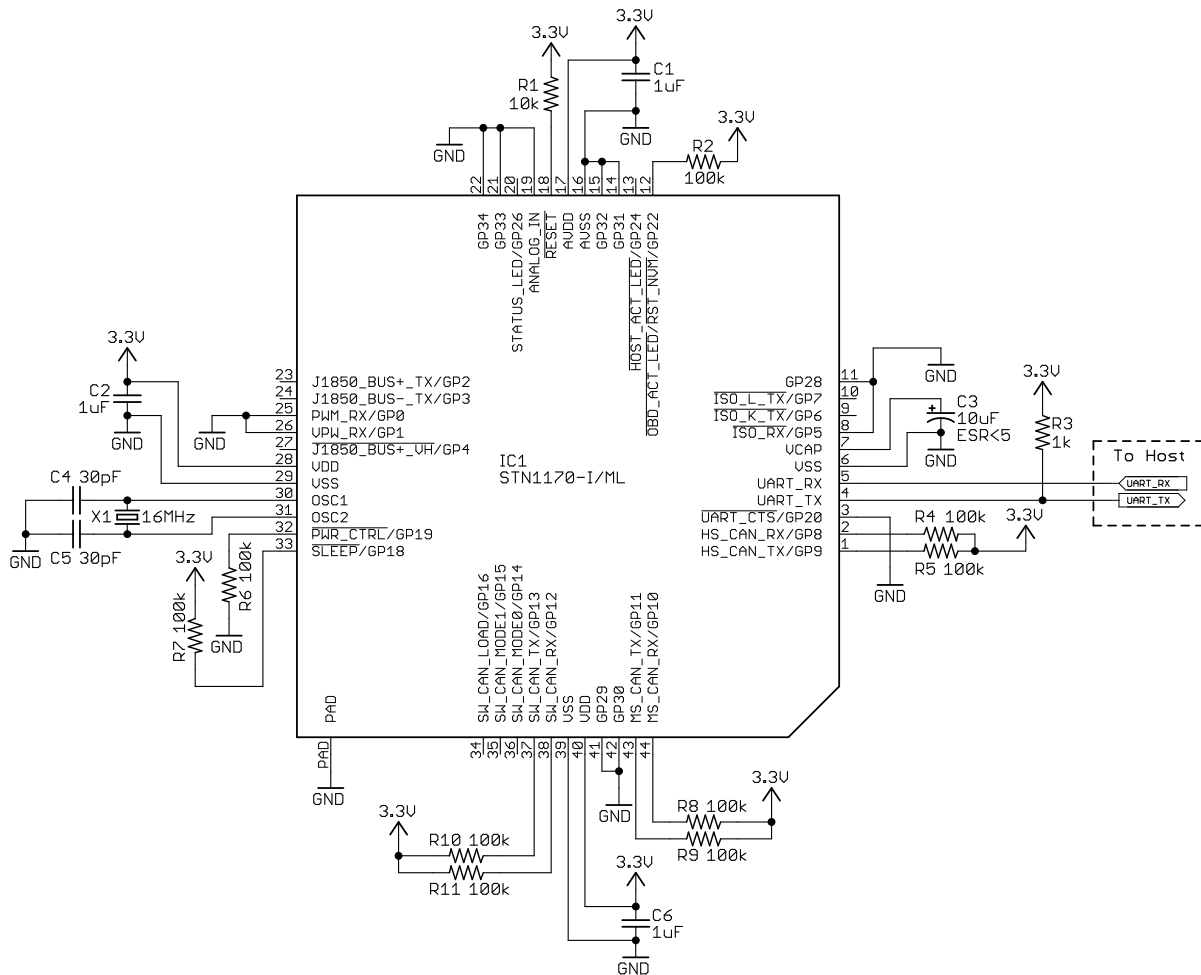 3.3V
3.3V
C1
1uF
R1
10k
GND
3.3V
R2
100k
GND
22
21
20
19
18
17
16
15
14
13
12
GP34
GP33
STATUS_LED/GP26
ANALOG_IN
RESET
AVDD
AVSS
GP32
GP31
HOST_ACT_LED/GP24
OBD_ACT_LED/RST_NVM/GP22
3.3V
C2
1uF
GND
GND
23 J1850_BUS+_TX/GP2
24 J1850_BUS-_TX/GP3
25 PWM_RX/GP0
26 VPW_RX/GP1
27 J1850_BUS+_VH/GP4
28 VDD
29 VSS
30 OSC1
31 OSC2
32 PWR_CTRL/GP19
33 SLEEP/GP18
C4 30pF
X1 16MHz
C5 30pF
GND
3.3V
R7 100k
R6 100k
GND
IC1
STN1170-I/ML
GP28 11
ISO_L_TX/GP7 10
ISO_K_TX/GP6 9
ISO_RX/GP5 8
VCAP 7
VSS 6
UART_RX 5
UART_TX 4
UART_CTS/GP20 3
HS_CAN_RX/GP8 2
HS_CAN_TX/GP9 1
GND
+
C3
10uF
ESR<5
GND
3.3V
R3
1k
To Host
UART_RX
UART_TX
R4 100k
R5 100k
3.3V
GND
PAD
PAD
GND
SW_CAN_LOAD/GP16
SW_CAN_MODE1/GP15
SW_CAN_MODE0/GP14
SW_CAN_TX/GP13
SW_CAN_RX/GP12
VSS
VDD
GP29
GP30
MS_CAN_TX/GP11
MS_CAN_RX/GP10
34
35
36
37
38
39
40
41
42
43
44
GND
3.3V
R8 100k
R9 100k
3.3V
R10 100k
R11 100k
3.3V
C6
1uF
GND